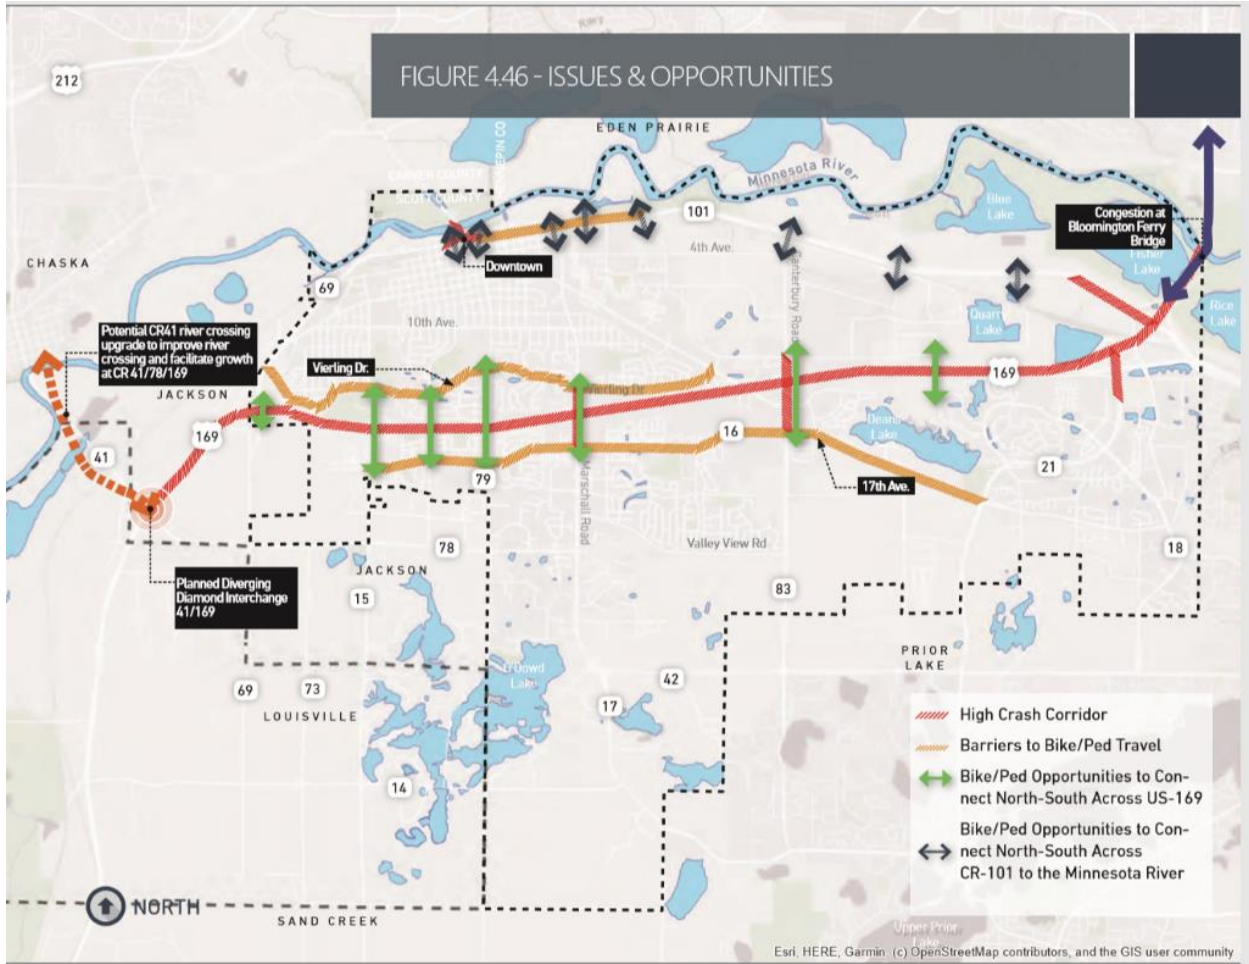 FIGURE 4.46 - ISSUES & OPPORTUNITIES
212
EDEN PRAIRIE
CARVER COUNTY
SCOTT COUNTY
Minnesota River
Blue
Lake
101
Congestion at
Bloomington Ferry
Bridge
4th Ave.
Downtown
Fisher
Lake
CHASKA
69
Canterbury Road
Rice
Lake
10th Ave.
Potential CR41 river crossing
upgrade to improve river
crossing and facilitate growth
at CR 41/78/169
Vierling Dr.
Vierling Dr.
169
JACKSON
169
Deans
Lake
16
41
79
Marschall Road
21
17th Ave.
Valley View Rd
78
18
JACKSON
Planned Diverging
Diamond Interchange
41/169
15
83
PRIOR
LAKE
O'Dowd
Lake
42
69
73
17
LOUISVILLE
14
High Crash Corridor
Barriers to Bike/Ped Travel
Bike/Ped Opportunities to Con-
nect North-South Across US-169
Bike/Ped Opportunities to Con-
nect North-South Across
CR-101 to the Minnesota River
NORTH
SAND CREEK
Upper Prior
Lake
Esri, HERE, Garmin, (c) OpenStreetMap contributors, and the GIS user community